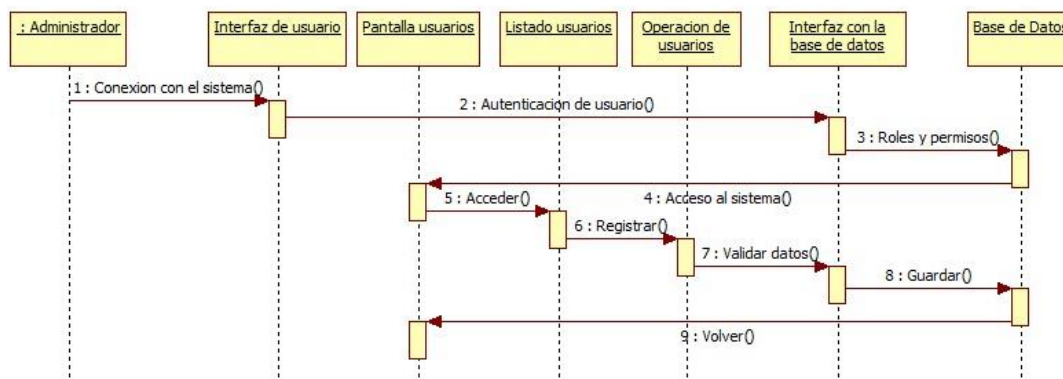 : Administrador
Interfaz de usuario
Pantalla usuarios
Listado usuarios
Operacion de
usuarios
Interfaz con la
base de datos
Base de Datos
1 : Conexion con el sistema()
2 : Autenticacion de usuario()
3 : Roles y permisos()
4 : Acceso al sistema()
5 : Acceder()
6 : Registrar()
7 : Validar datos()
8 : Guardar()
9 : Volver()